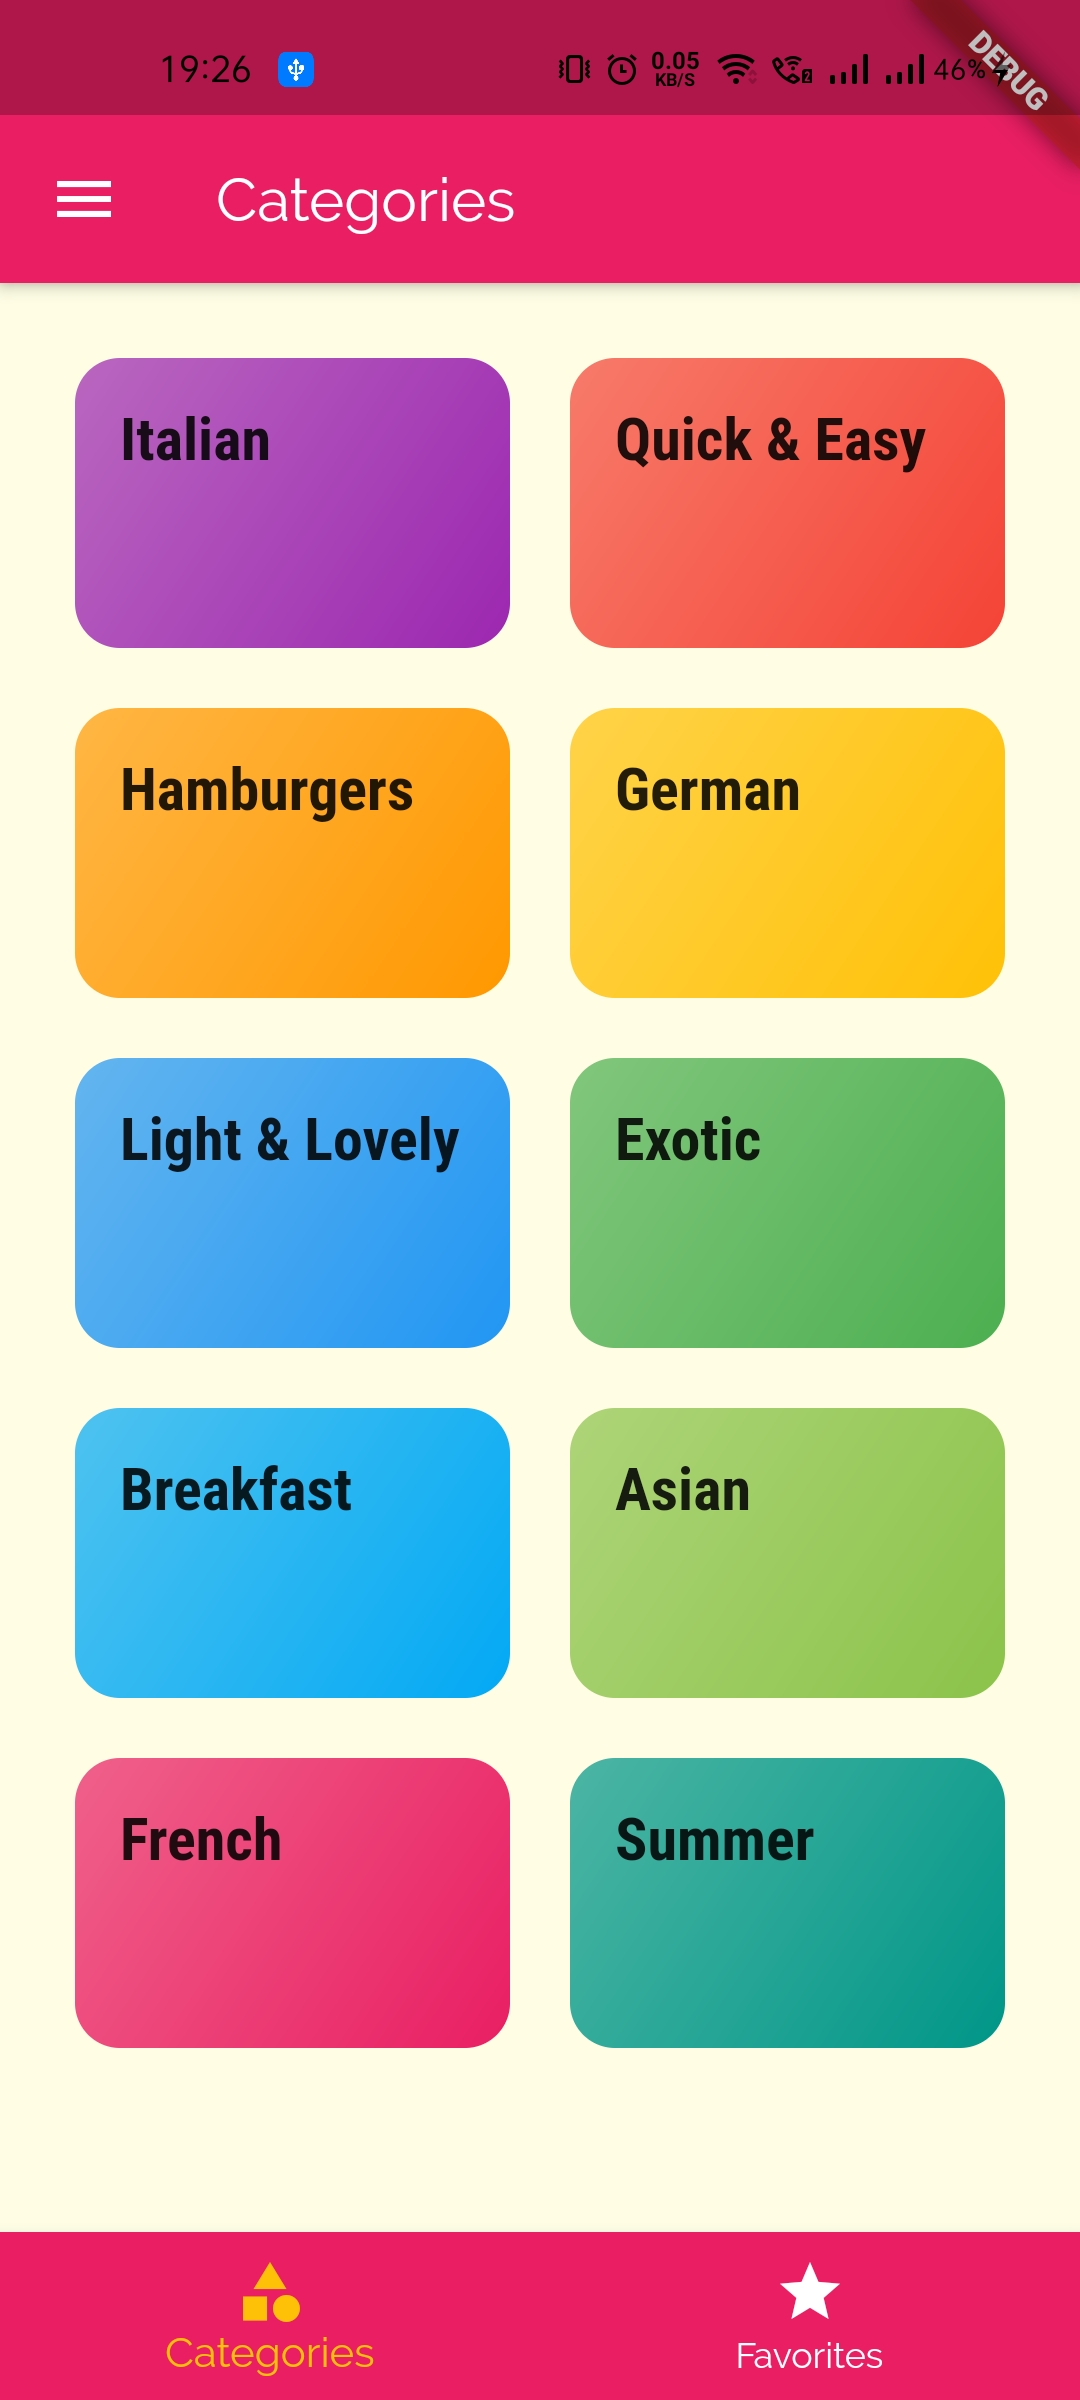 19:26
0.05
KB/S
2
46%
DEBUG
Categories
Italian
Quick & Easy
Hamburgers
German
Light & Lovely
Exotic
Breakfast
Asian
French
Summer
Categories
Favorites